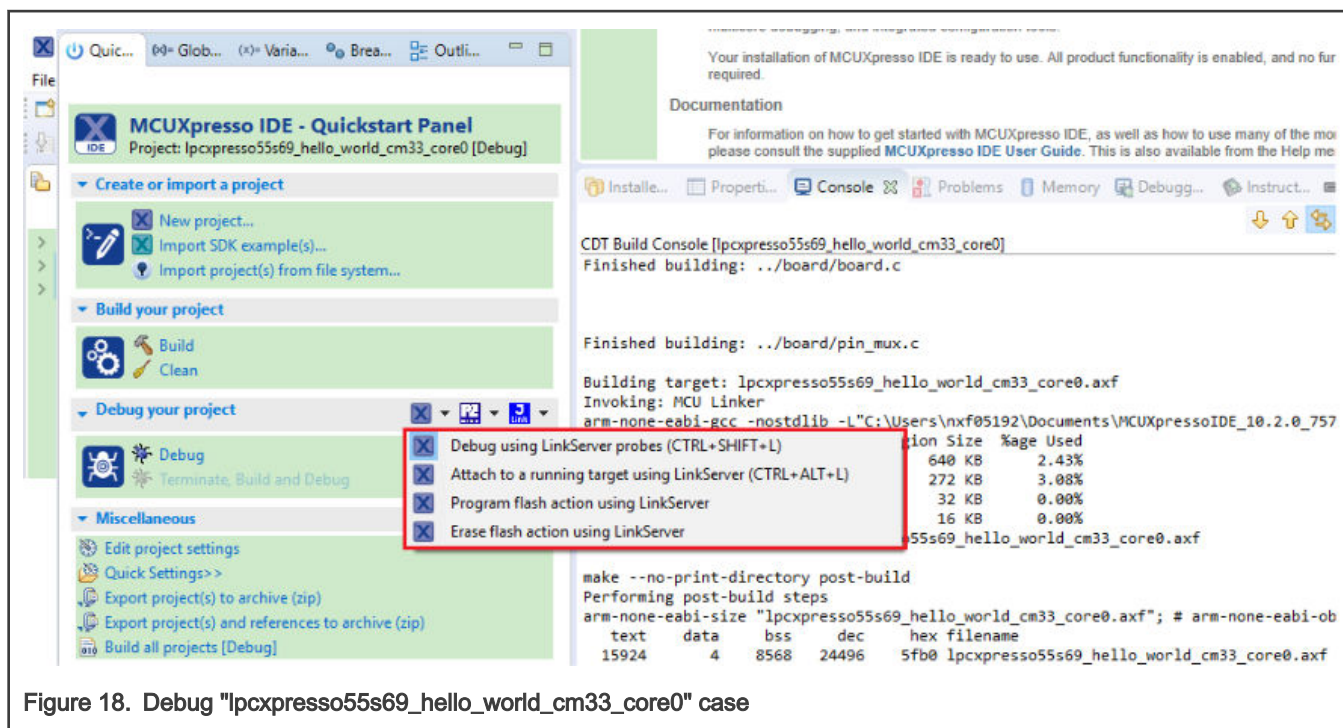 Quic...
Glob...
Varia...
Brea...
Outli...
File
MCUXpresso IDE - Quickstart Panel
IDE
Project: lpcxpresso55s69_hello_world_cm33_core0 [Debug]
Create or import a project
New project...
Import SDK example(s)...
Import project(s) from file system...
Build your project
Build
Clean
Debug your project
Debug
Terminate, Build and Debug
Debug using LinkServer probes (CTRL+SHIFT+L)
Attach to a running target using LinkServer (CTRL+ALT+L)
Program flash action using LinkServer
Erase flash action using LinkServer
Miscellaneous
Edit project settings
Quick Settings>>
Export project(s) to archive (zip)
Export project(s) and references to archive (zip)
Build all projects [Debug]
Your installation of MCUXpresso IDE is ready to use. All product functionality is enabled, and no fur
required.
Documentation
For information on how to get started with MCUXpresso IDE, as well as how to use many of the mo
please consult the supplied MCUXpresso IDE User Guide. This is also available from the Help me
Installe...
Properti...
Console
Problems
Memory
Debugg...
Instruct...
CDT Build Console [lpcxpresso55s69_hello_world_cm33_core0]
Finished building: ../board/board.c
Finished building: ../board/pin_mux.c
Building target: lpcxpresso55s69_hello_world_cm33_core0.axf
Invoking: MCU Linker
arm-none-eabi-gcc -nostdlib -L"C:\Users\nxf05192\Documents\MCUXpressoIDE_10.2.0_757
gion Size %age Used
640 KB 2.43%
272 KB 3.08%
32 KB 0.00%
16 KB 0.00%
55s69_hello_world_cm33_core0.axf
make --no-print-directory post-build
Performing post-build steps
arm-none-eabi-size "lpcxpresso55s69_hello_world_cm33_core0.axf"; # arm-none-eabi-ob
text data bss dec hex filename
15924 4 8568 24496 5fb0 lpcxpresso55s69_hello_world_cm33_core0.axf
Figure 18. Debug "lpcxpresso55s69_hello_world_cm33_core0" case